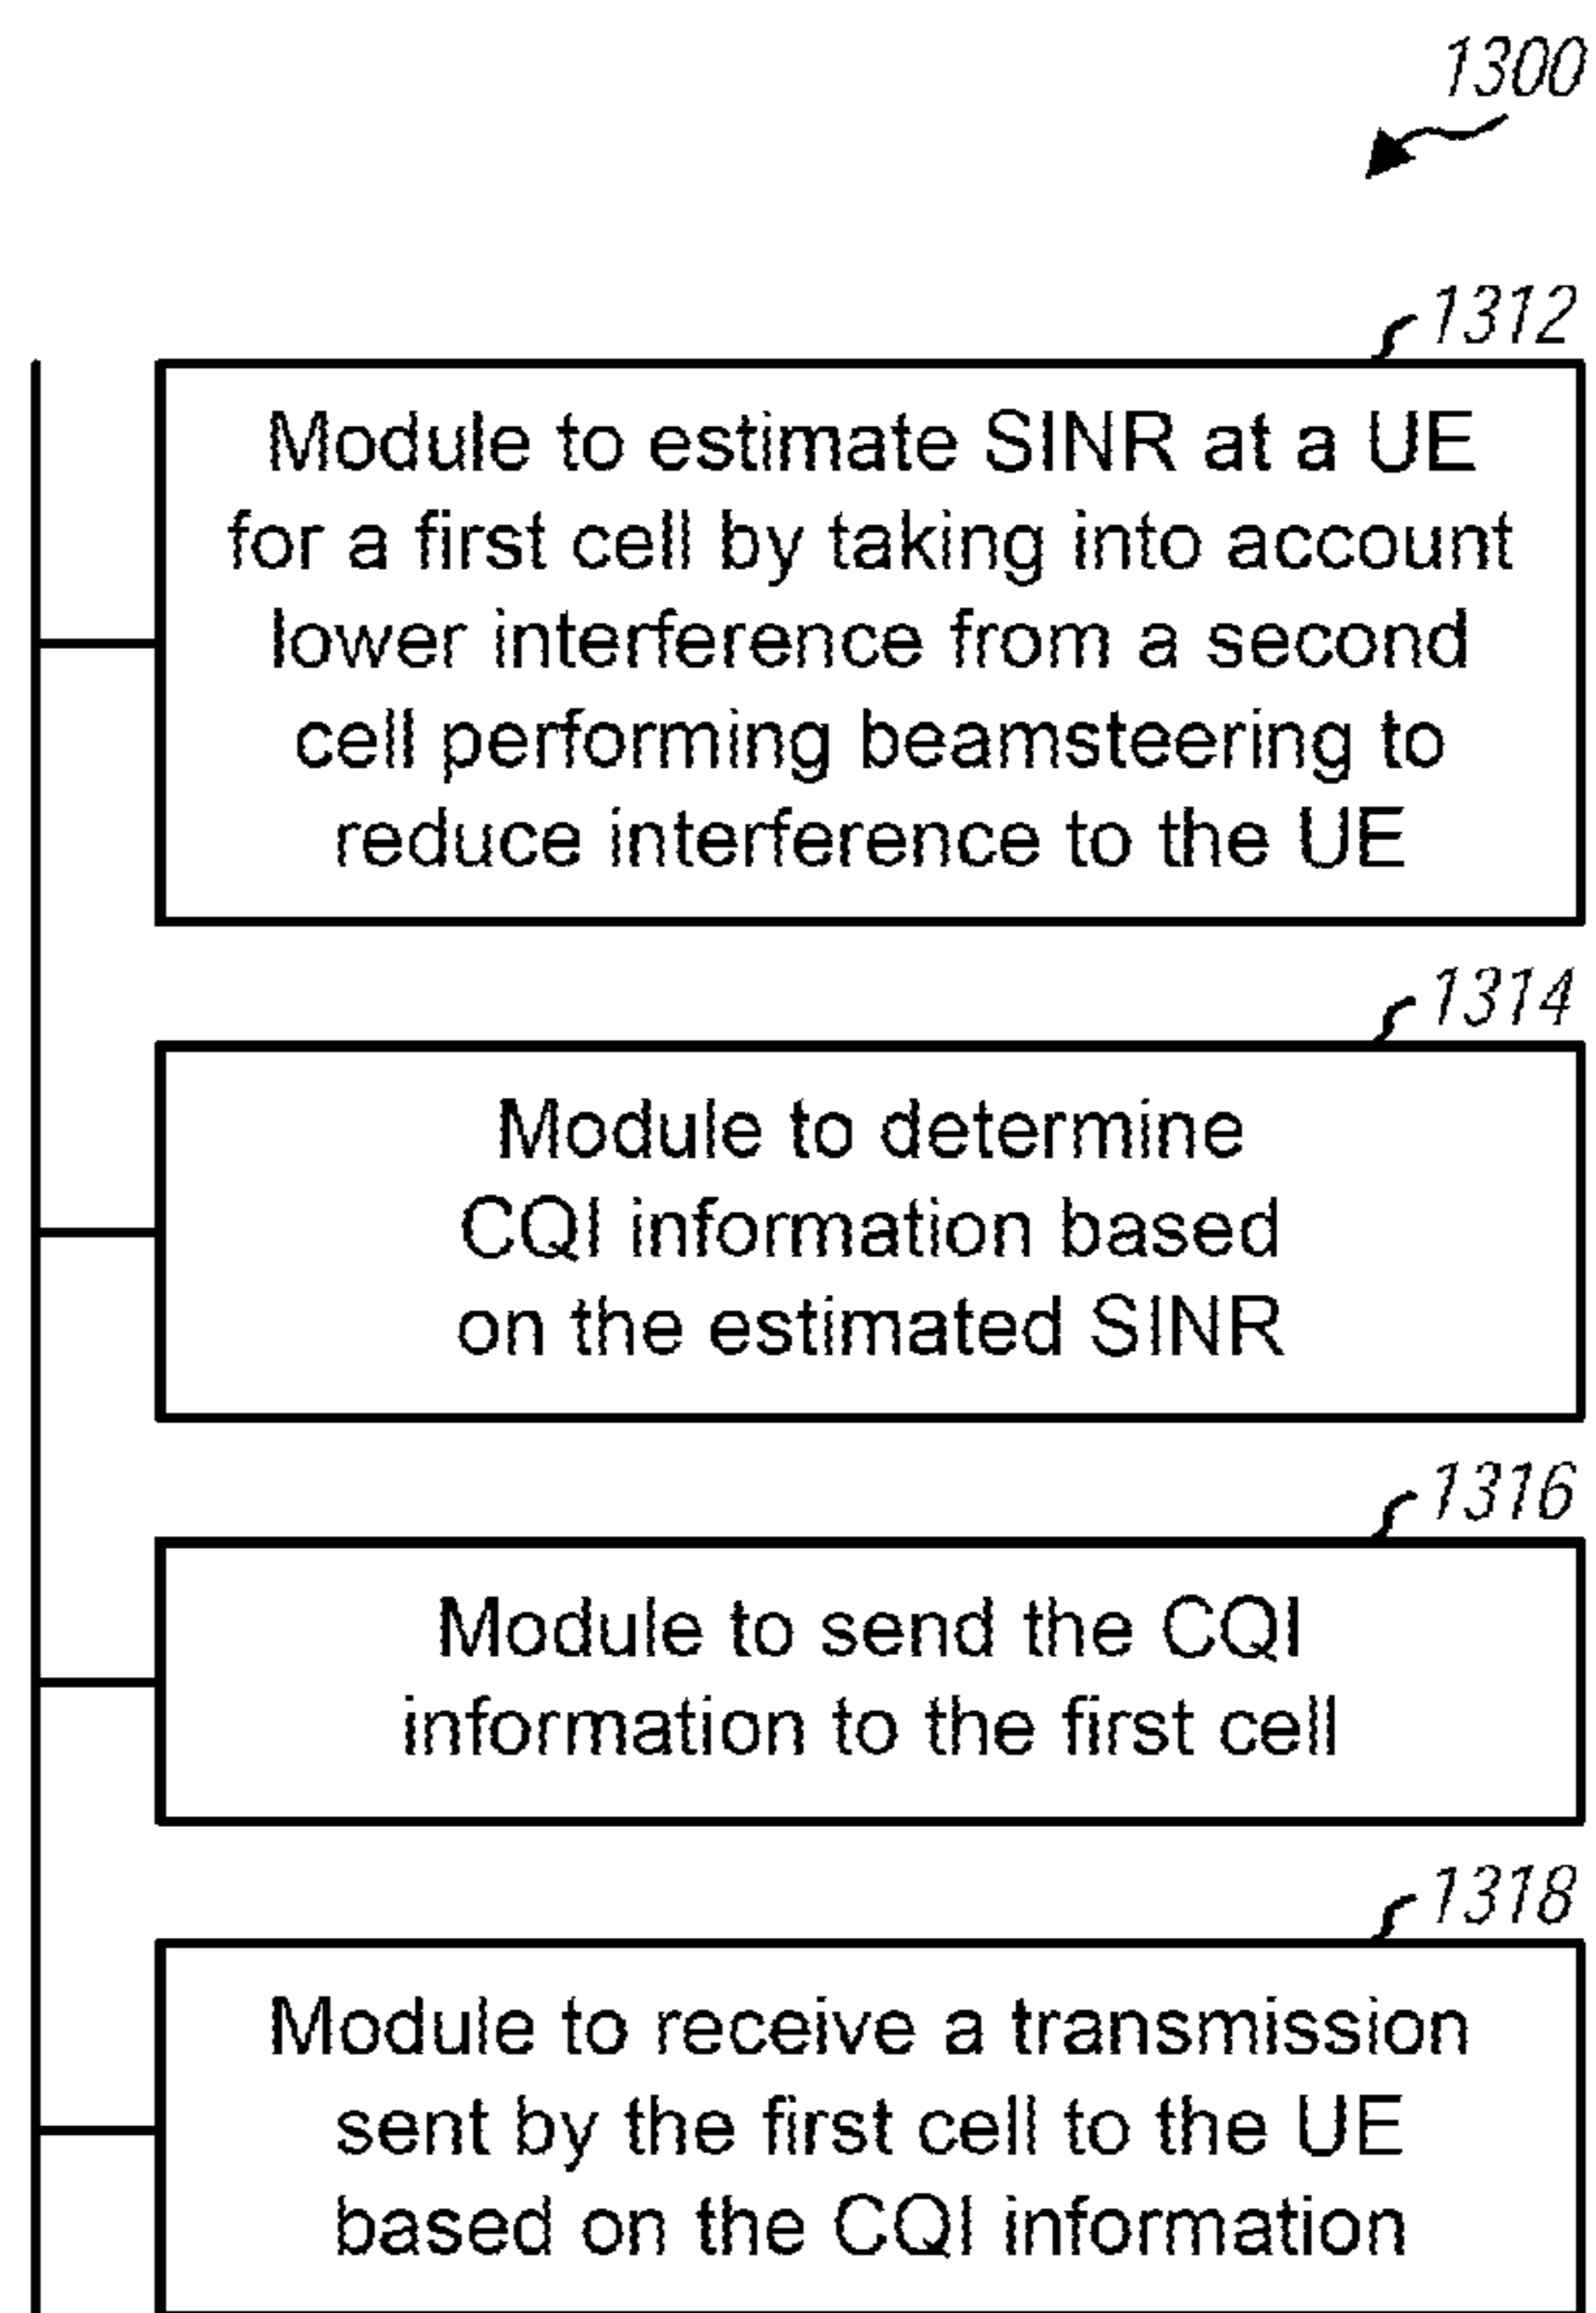 1300
1312
Module to estimate SINR at a UE
for a first cell by taking into account
lower interference from a second
cell performing beamsteering to
reduce interference to the UE
1314
Module to determine
CQI information based
on the estimated SINR
1316
Module to send the CQI
information to the first cell
1318
Module to receive a transmission
sent by the first cell to the UE
based on the CQI information